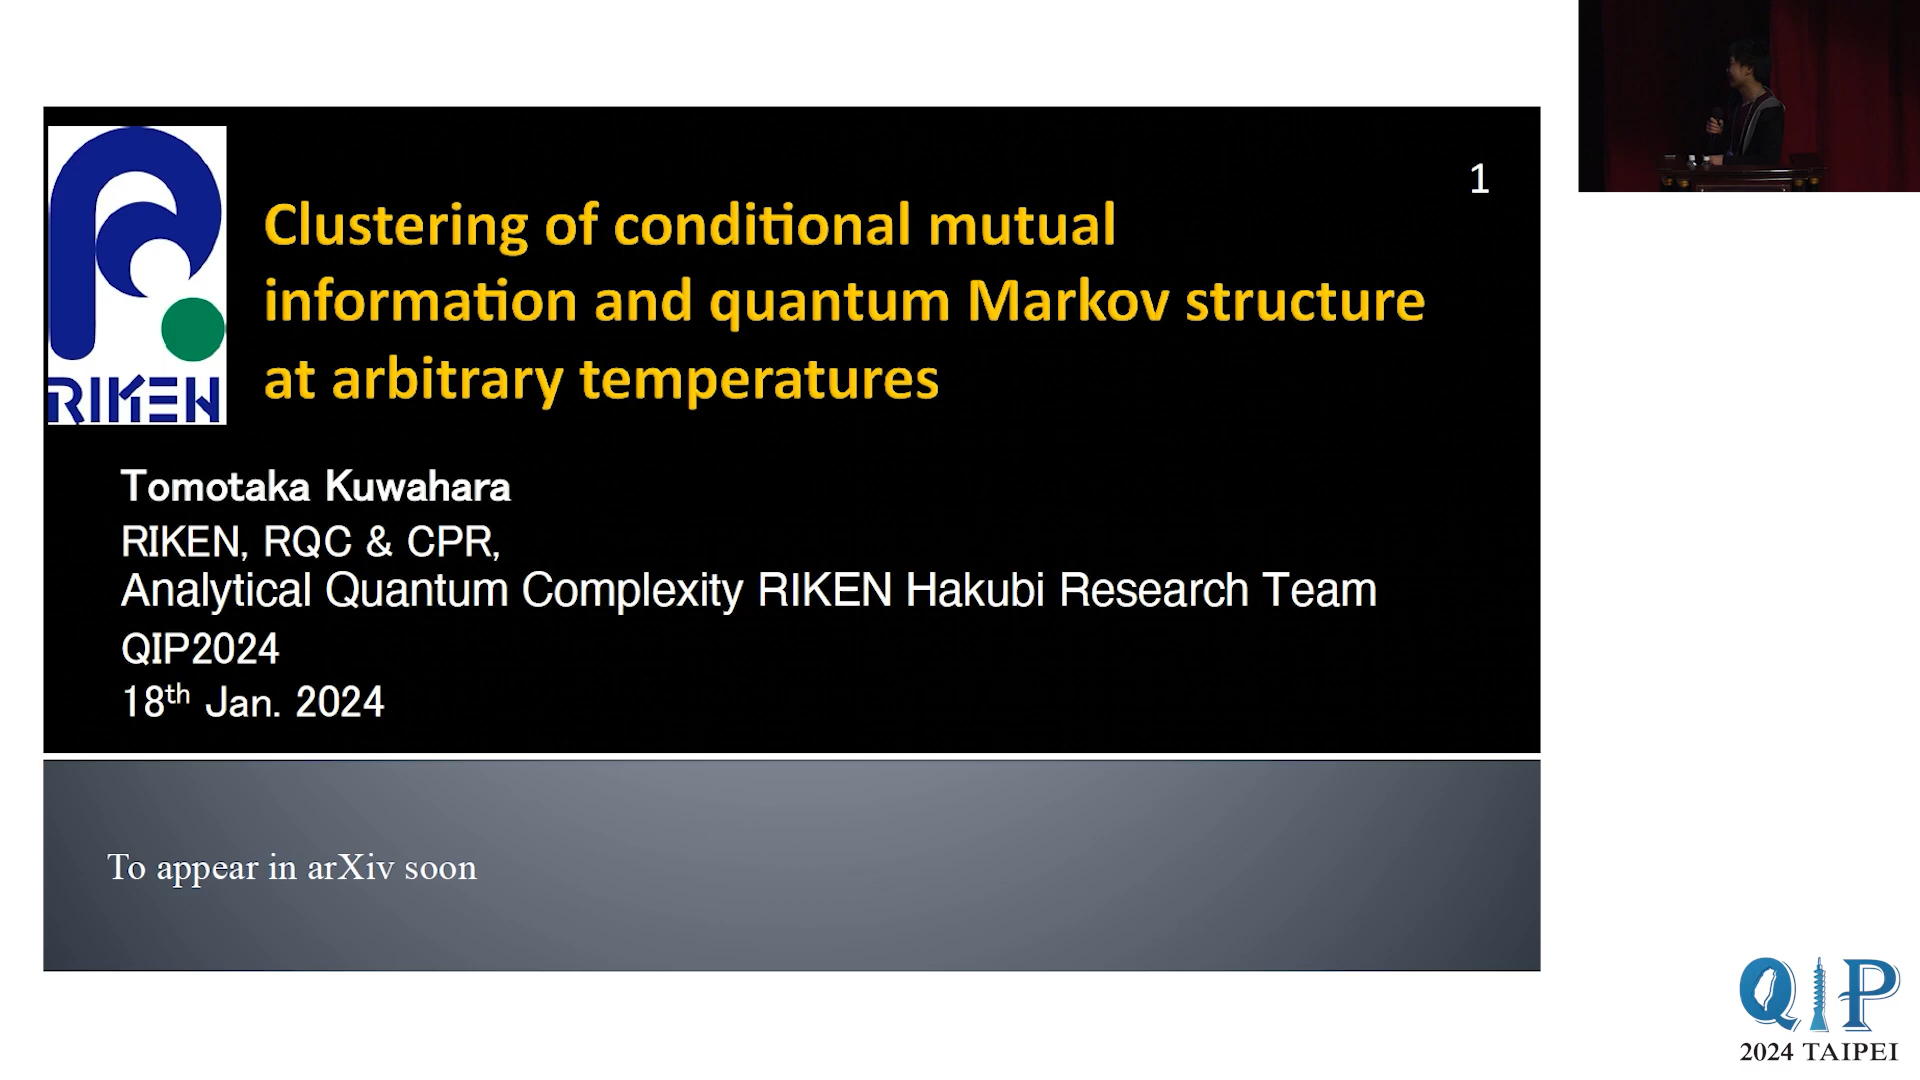 RIKEN
1
Clustering of conditional mutual
information and quantum Markov structure
at arbitrary temperatures
Tomotaka Kuwahara
RIKEN, RQC & CPR,
Analytical Quantum Complexity RIKEN Hakubi Research Team
QIP2024
18th Jan. 2024
To appear in arXiv soon
QIP
2024 TAIPEI